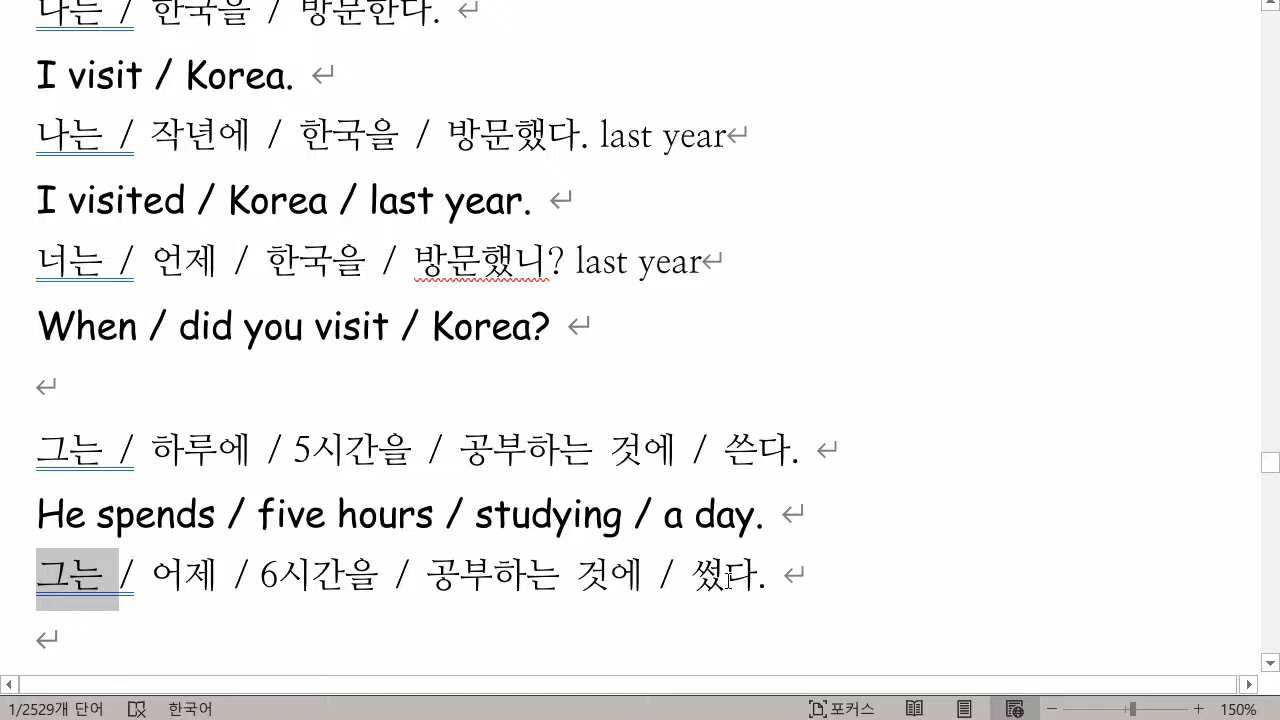 나는 / 한국을 / 방문한다. ↵
I visit / Korea. ↵
나는 / 작년에 / 한국을 / 방문했다. last year↵
I visited / Korea / last year. ↵
너는 / 언제 / 한국을 / 방문했니? last year↵
When / did you visit / Korea? ↵
↵
그는 / 하루에 / 5시간을 / 공부하는 것에 / 쓴다. ↵
He spends / five hours / studying / a day. ↵
그는 / 어제 / 6시간을 / 공부하는 것에 / 썼다. ↵
↵
1/2529개 단어 한국어 포커스 150%